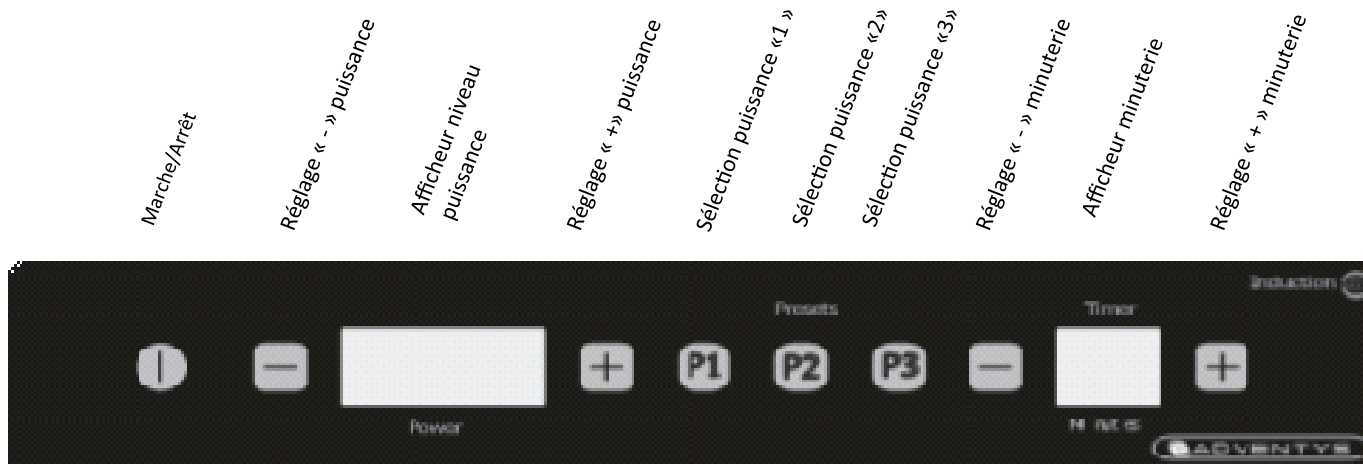 Marche/Arrêt
Réglage « - » puissance
Afficheur niveau
puissance
Réglage « +» puissance
Sélection puissance «1 »
Sélection puissance «2»
Sélection puissance «3»
Réglage « - » minuterie
Afficheur minuterie
Réglage « + » minuterie
Induction
Presets
Timer
P1 P2 P3
Power
ADVENTYS